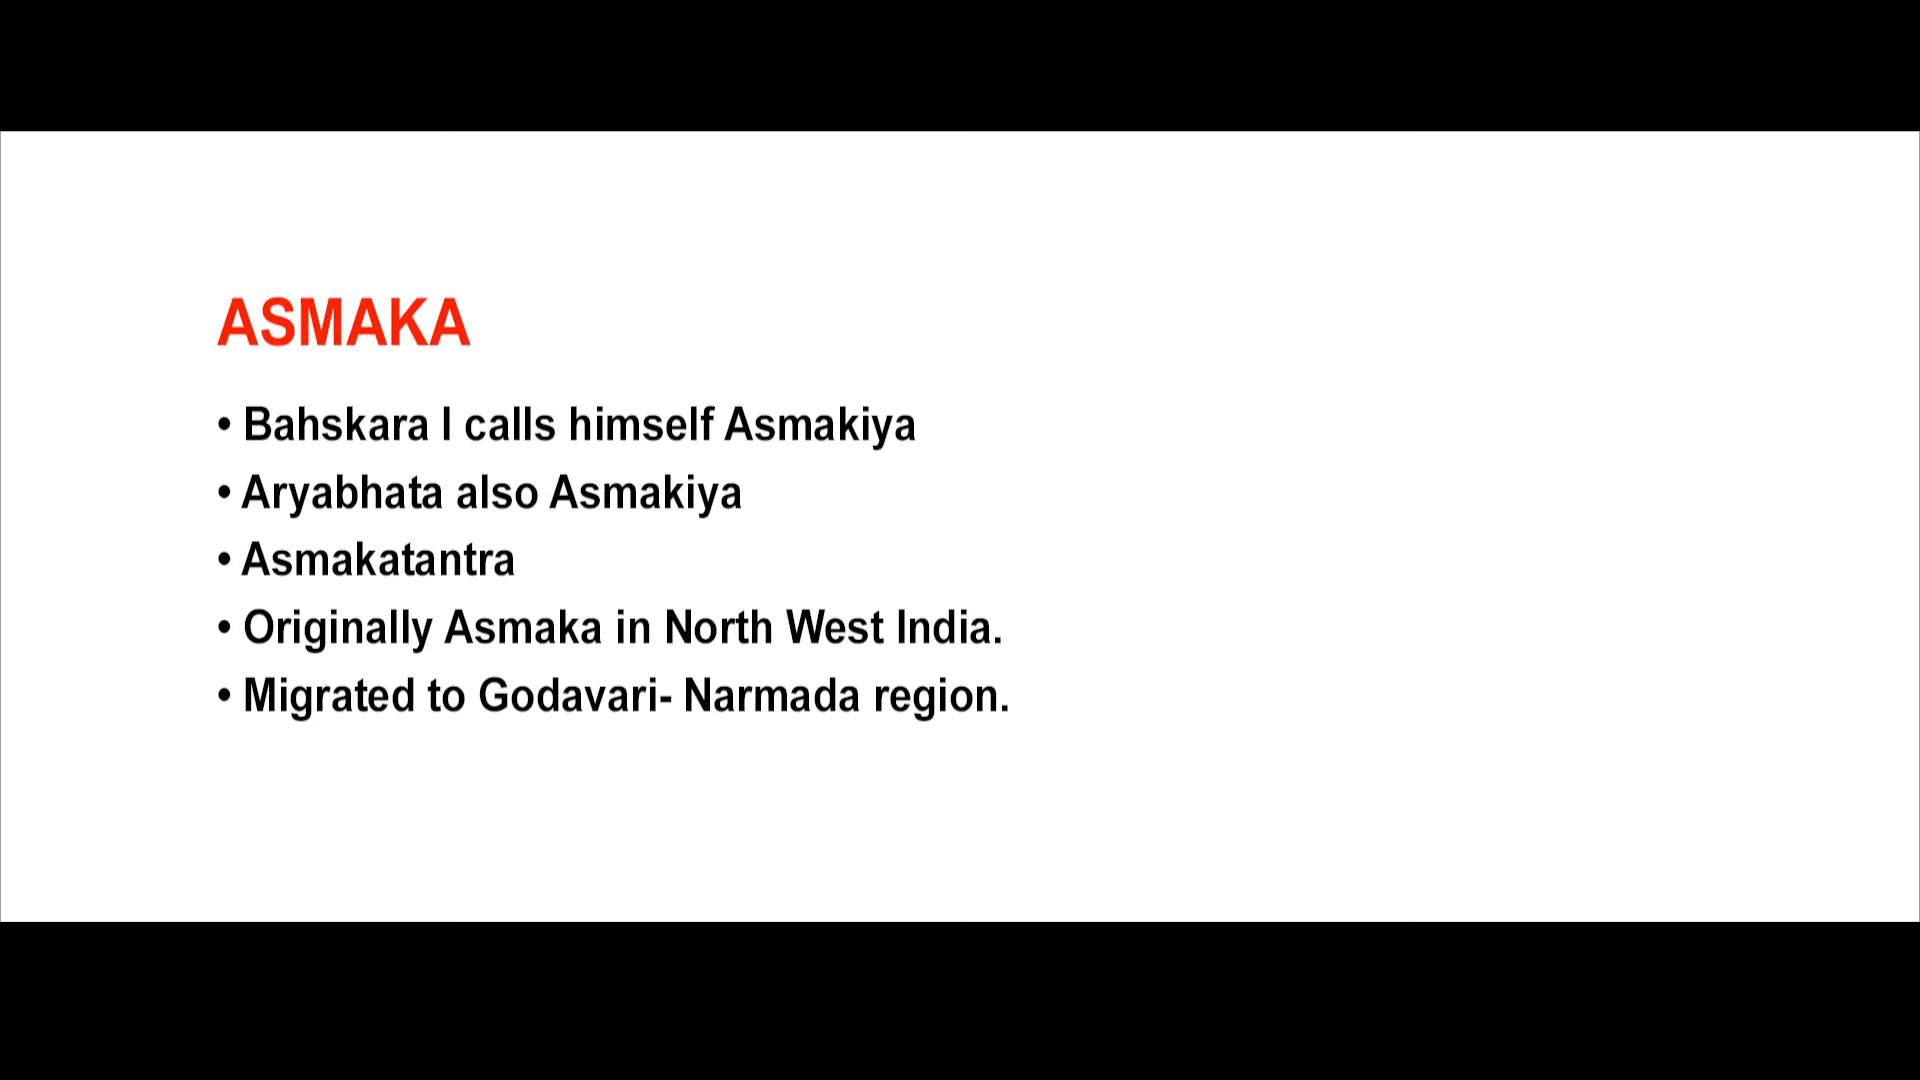 ASMAKA
• Bahskara I calls himself Asmakiya
• Aryabhata also Asmakiya
• Asmakatantra
• Originally Asmaka in North West India.
• Migrated to Godavari- Narmada region.